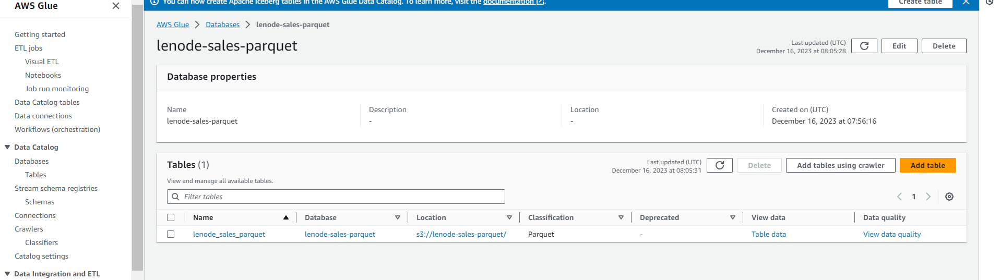 AWS Glue
Getting started
ETL jobs
Visual ETL
Notebooks
Job run monitoring
Data Catalog tables
Data connections
Workflows (orchestration)
Data Catalog
Databases
Tables
Stream schema registries
Schemas
Connections
Crawlers
Classifiers
Catalog settings
Data Integration and ETL
You can now create Apache Iceberg tables in the AWS Glue Data Catalog. To learn more, visit the documentation.
Create table
AWS Glue > Databases > lenode-sales-parquet
lenode-sales-parquet
Last updated (UTC)
December 16, 2023 at 08:05:28
Edit
Delete
Database properties
Name
lenode-sales-parquet
Description
-
Location
-
Created on (UTC)
December 16, 2023 at 07:56:16
Tables (1)
View and manage all available tables.
Last updated (UTC)
December 16, 2023 at 08:05:31
Delete
Add tables using crawler
Add table
Filter tables
1
Name Database Location Classification Deprecated View data Data quality
lenode_sales_parquet lenode-sales-parquet s3://lenode-sales-parquet/ Parquet - Table data View data quality